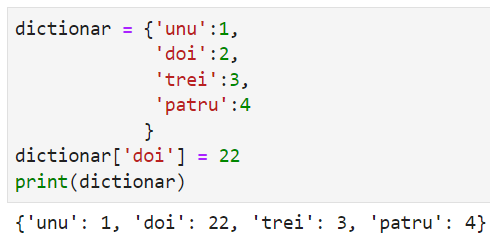 dictionar = {'unu':1,
'doi':2,
'trei':3,
'patru':4
}
dictionar['doi'] = 22
print(dictionar)
{'unu': 1, 'doi': 22, 'trei': 3, 'patru': 4}